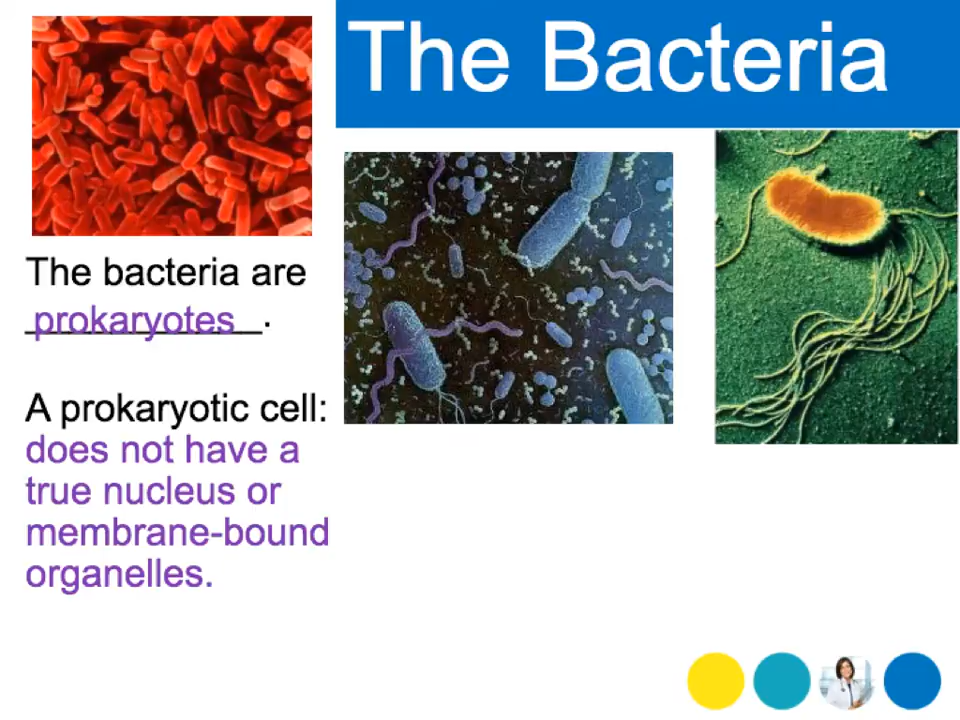 The Bacteria
The bacteria are
prokaryotes.
A prokaryotic cell:
does not have a
true nucleus or
membrane-bound
organelles.